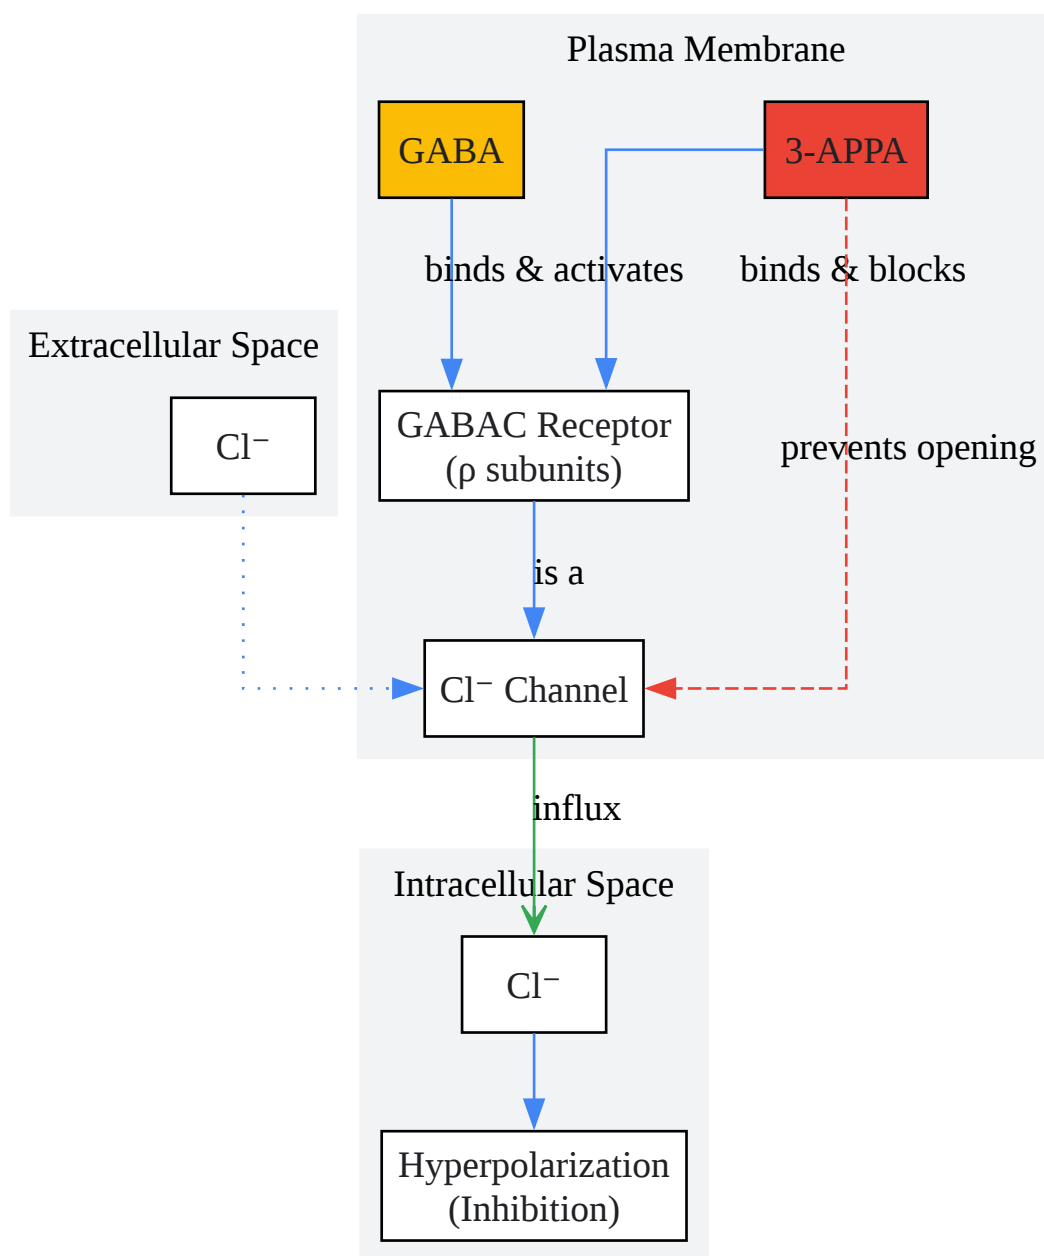 Plasma Membrane
GABA
3-APPA
binds & activates
binds & blocks
Extracellular Space
Cl⁻
GABAC Receptor
(ρ subunits)
prevents opening
is a
Cl⁻ Channel
influx
Intracellular Space
Cl⁻
Hyperpolarization
(Inhibition)